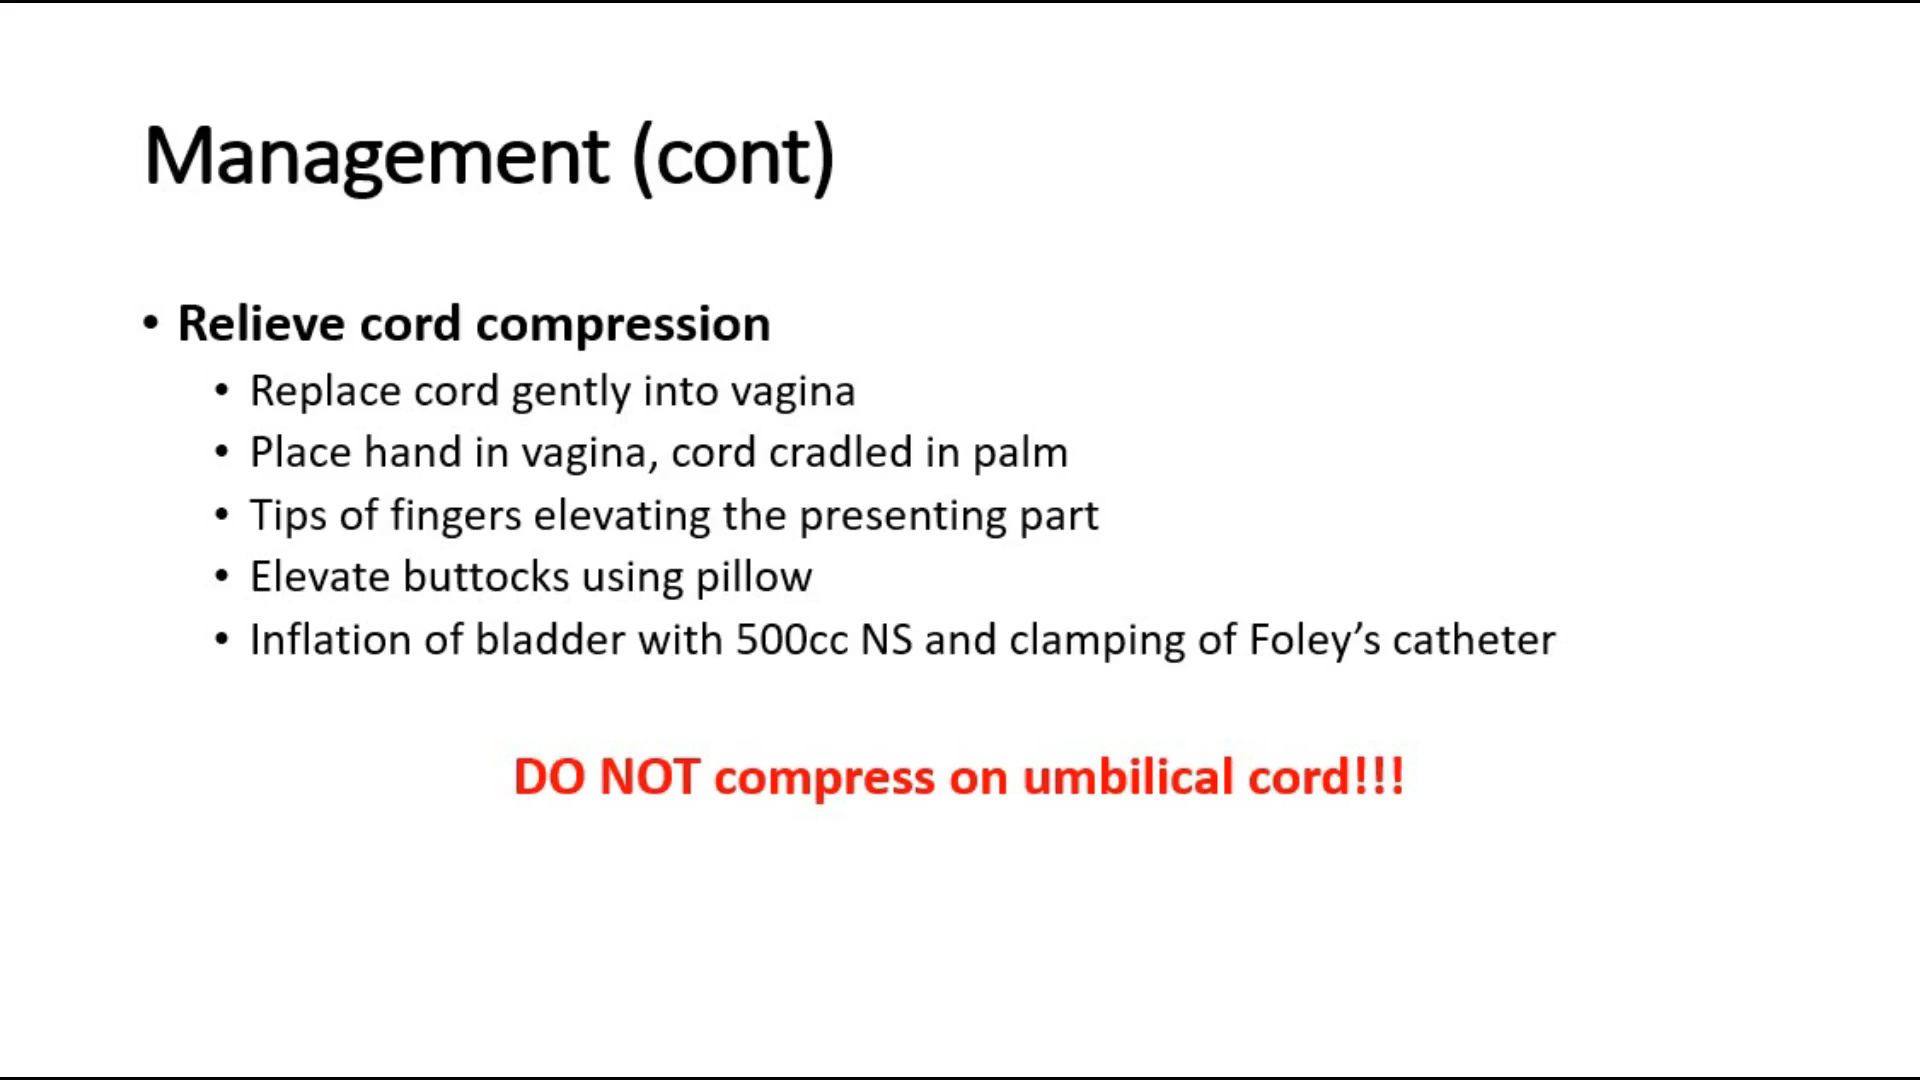 Management (cont)
• Relieve cord compression
• Replace cord gently into vagina
• Place hand in vagina, cord cradled in palm
• Tips of fingers elevating the presenting part
• Elevate buttocks using pillow
• Inflation of bladder with 500cc NS and clamping of Foley’s catheter
DO NOT compress on umbilical cord!!!